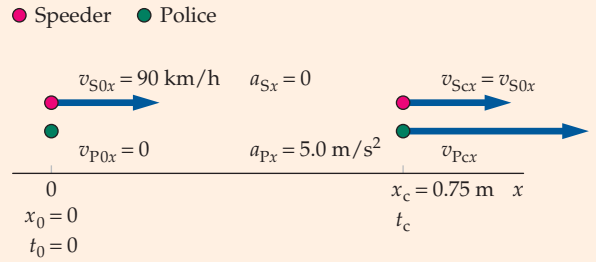 Speeder Police
vS0x = 90 km/h aSx = 0 vScx = vS0x
vP0x = 0 aPx = 5.0 m/s² vPcx
0 xc = 0.75 m x
x0 = 0 tc
t0 = 0